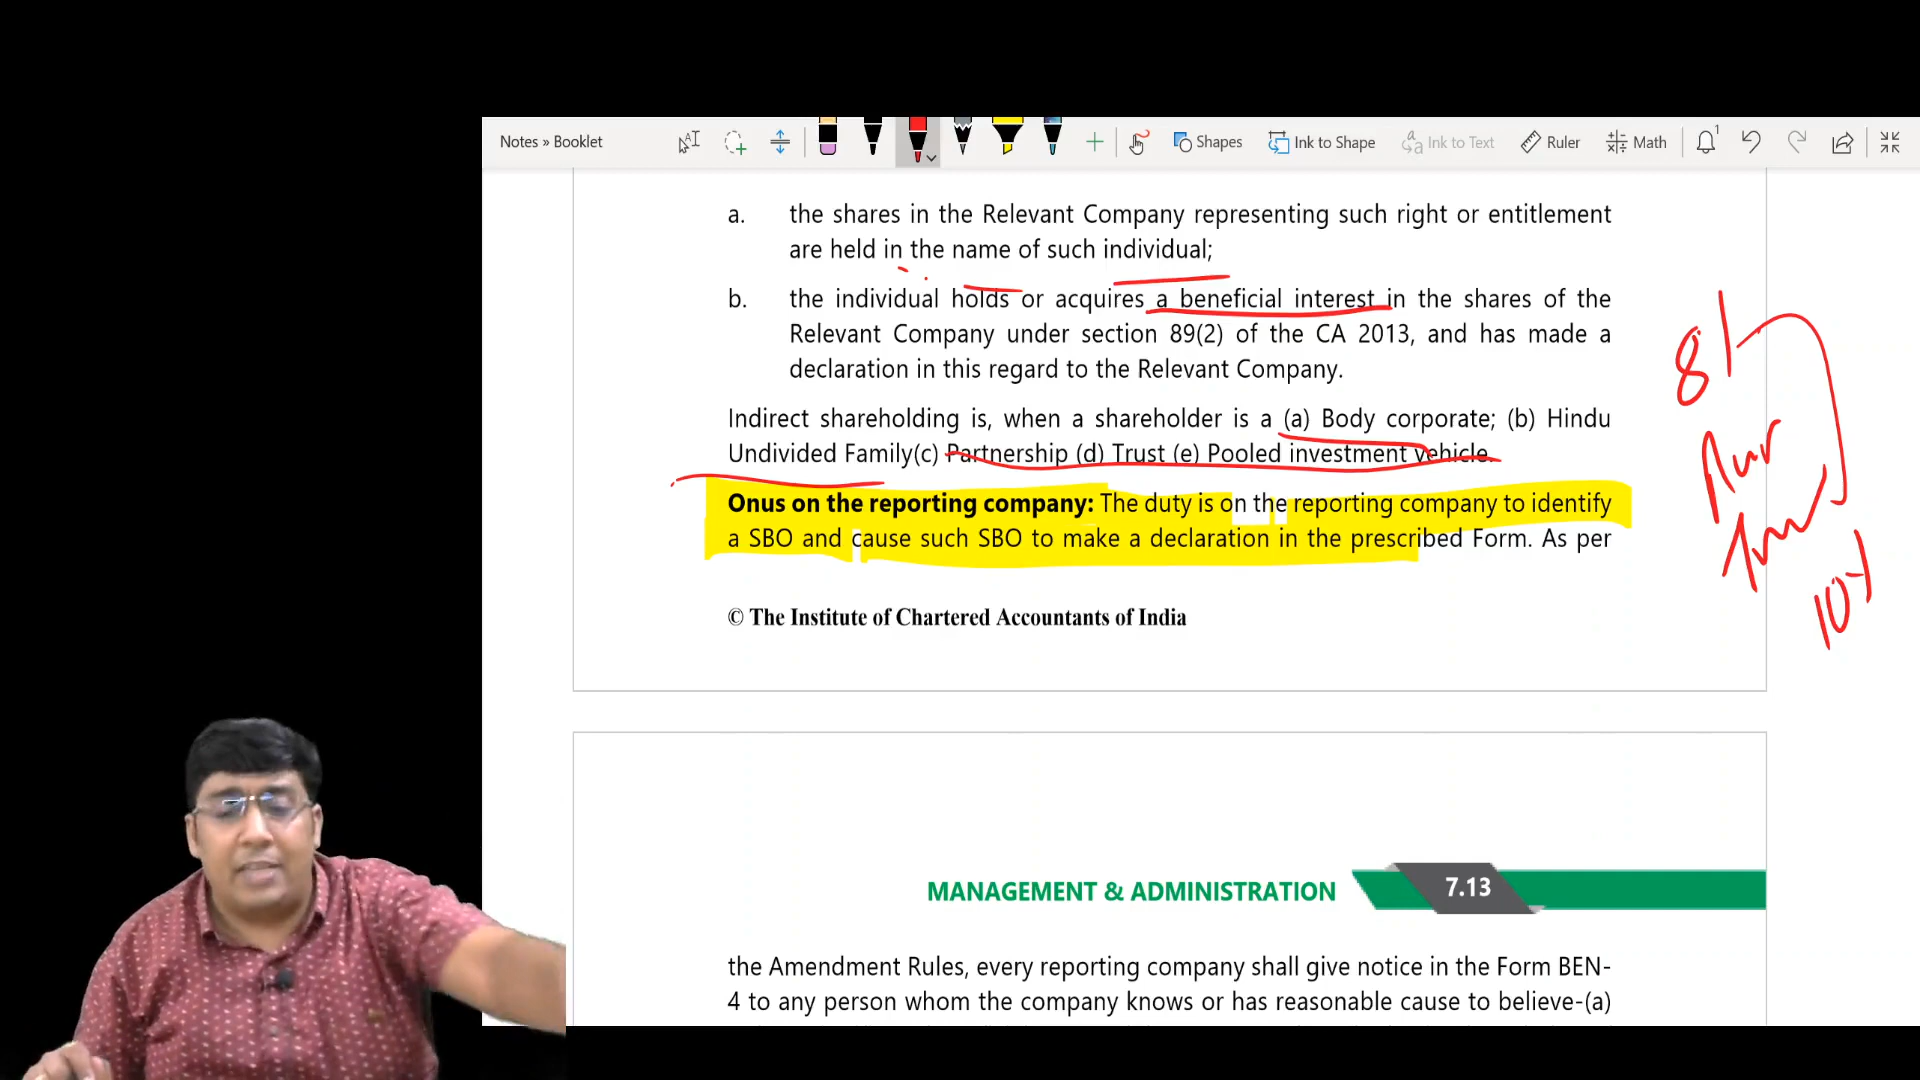 Notes » Booklet
Shapes
Ink to Shape
Ink to Text
Ruler
Math
1
a. the shares in the Relevant Company representing such right or entitlement
are held in the name of such individual;
b. the individual holds or acquires a beneficial interest in the shares of the
Relevant Company under section 89(2) of the CA 2013, and has made a
declaration in this regard to the Relevant Company.
Indirect shareholding is, when a shareholder is a (a) Body corporate; (b) Hindu
Undivided Family(c) Partnership (d) Trust (e) Pooled investment vehicle.
Onus on the reporting company: The duty is on the reporting company to identify
a SBO and cause such SBO to make a declaration in the prescribed Form. As per
© The Institute of Chartered Accountants of India
MANAGEMENT & ADMINISTRATION 7.13
the Amendment Rules, every reporting company shall give notice in the Form BEN-
4 to any person whom the company knows or has reasonable cause to believe-(a)